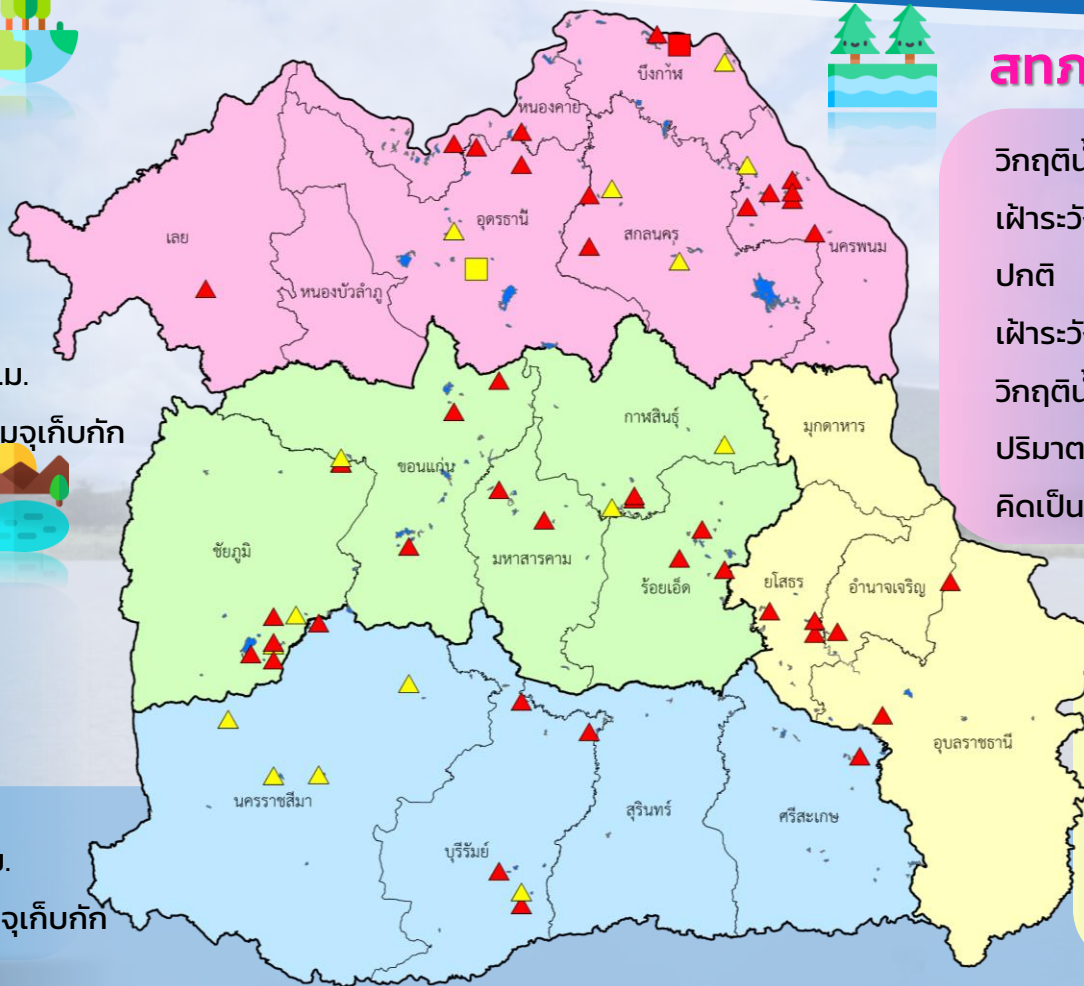 สทภ
วิกฤติน้
เฝ้าระวั
ปกติ
เฝ้าระวั
วิกฤติน้
ปริมาต
คิดเป็น
.ม.
มจุเก็บกัก
ม.
จุเก็บกัก
บึงกาฬ
หนองคาย
เลย
อุดรธานี
สกลนคร
นครพนม
หนองบัวลำภู
กาฬสินธุ์
มุกดาหาร
ขอนแก่น
ชัยภูมิ
มหาสารคาม
ร้อยเอ็ด
ยโสธร
อำนาจเจริญ
อุบลราชธานี
นครราชสีมา
สุรินทร์
ศรีสะเกษ
บุรีรัมย์